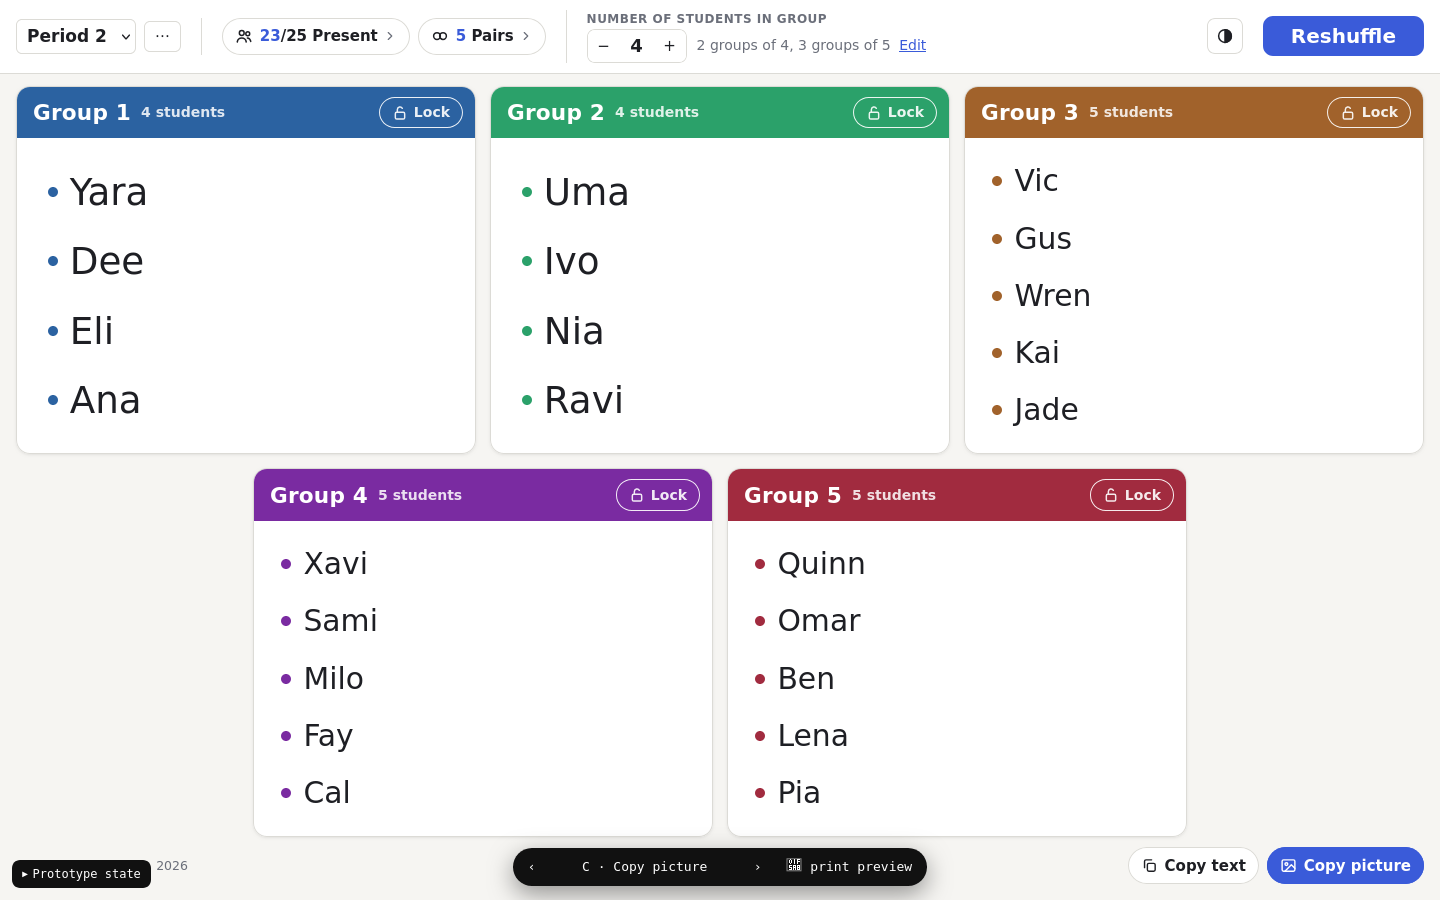 Period 2
···
23/25 Present
5 Pairs
NUMBER OF STUDENTS IN GROUP
− 4 +
2 groups of 4, 3 groups of 5 Edit
Reshuffle
Group 1 4 students Lock
Yara
Dee
Eli
Ana
Group 2 4 students Lock
Uma
Ivo
Nia
Ravi
Group 3 5 students Lock
Vic
Gus
Wren
Kai
Jade
Group 4 5 students Lock
Xavi
Sami
Milo
Fay
Cal
Group 5 5 students Lock
Quinn
Omar
Ben
Lena
Pia
▸ Prototype state
2026
‹ C · Copy picture › print preview
Copy text
Copy picture